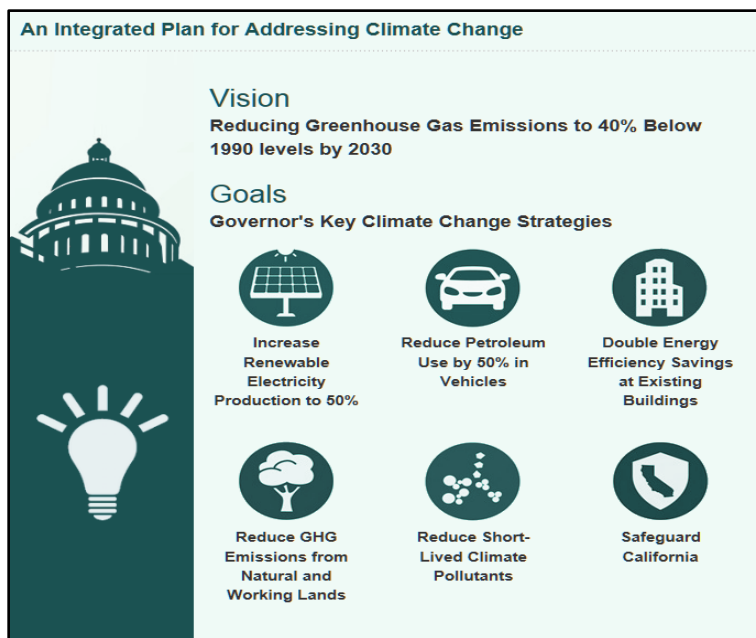 An Integrated Plan for Addressing Climate Change
Vision
Reducing Greenhouse Gas Emissions to 40% Below
1990 levels by 2030
Goals
Governor's Key Climate Change Strategies
Increase
Renewable
Electricity
Production to 50%
Reduce Petroleum
Use by 50% in
Vehicles
Double Energy
Efficiency Savings
at Existing
Buildings
Reduce GHG
Emissions from
Natural and
Working Lands
Reduce Short-
Lived Climate
Pollutants
Safeguard
California